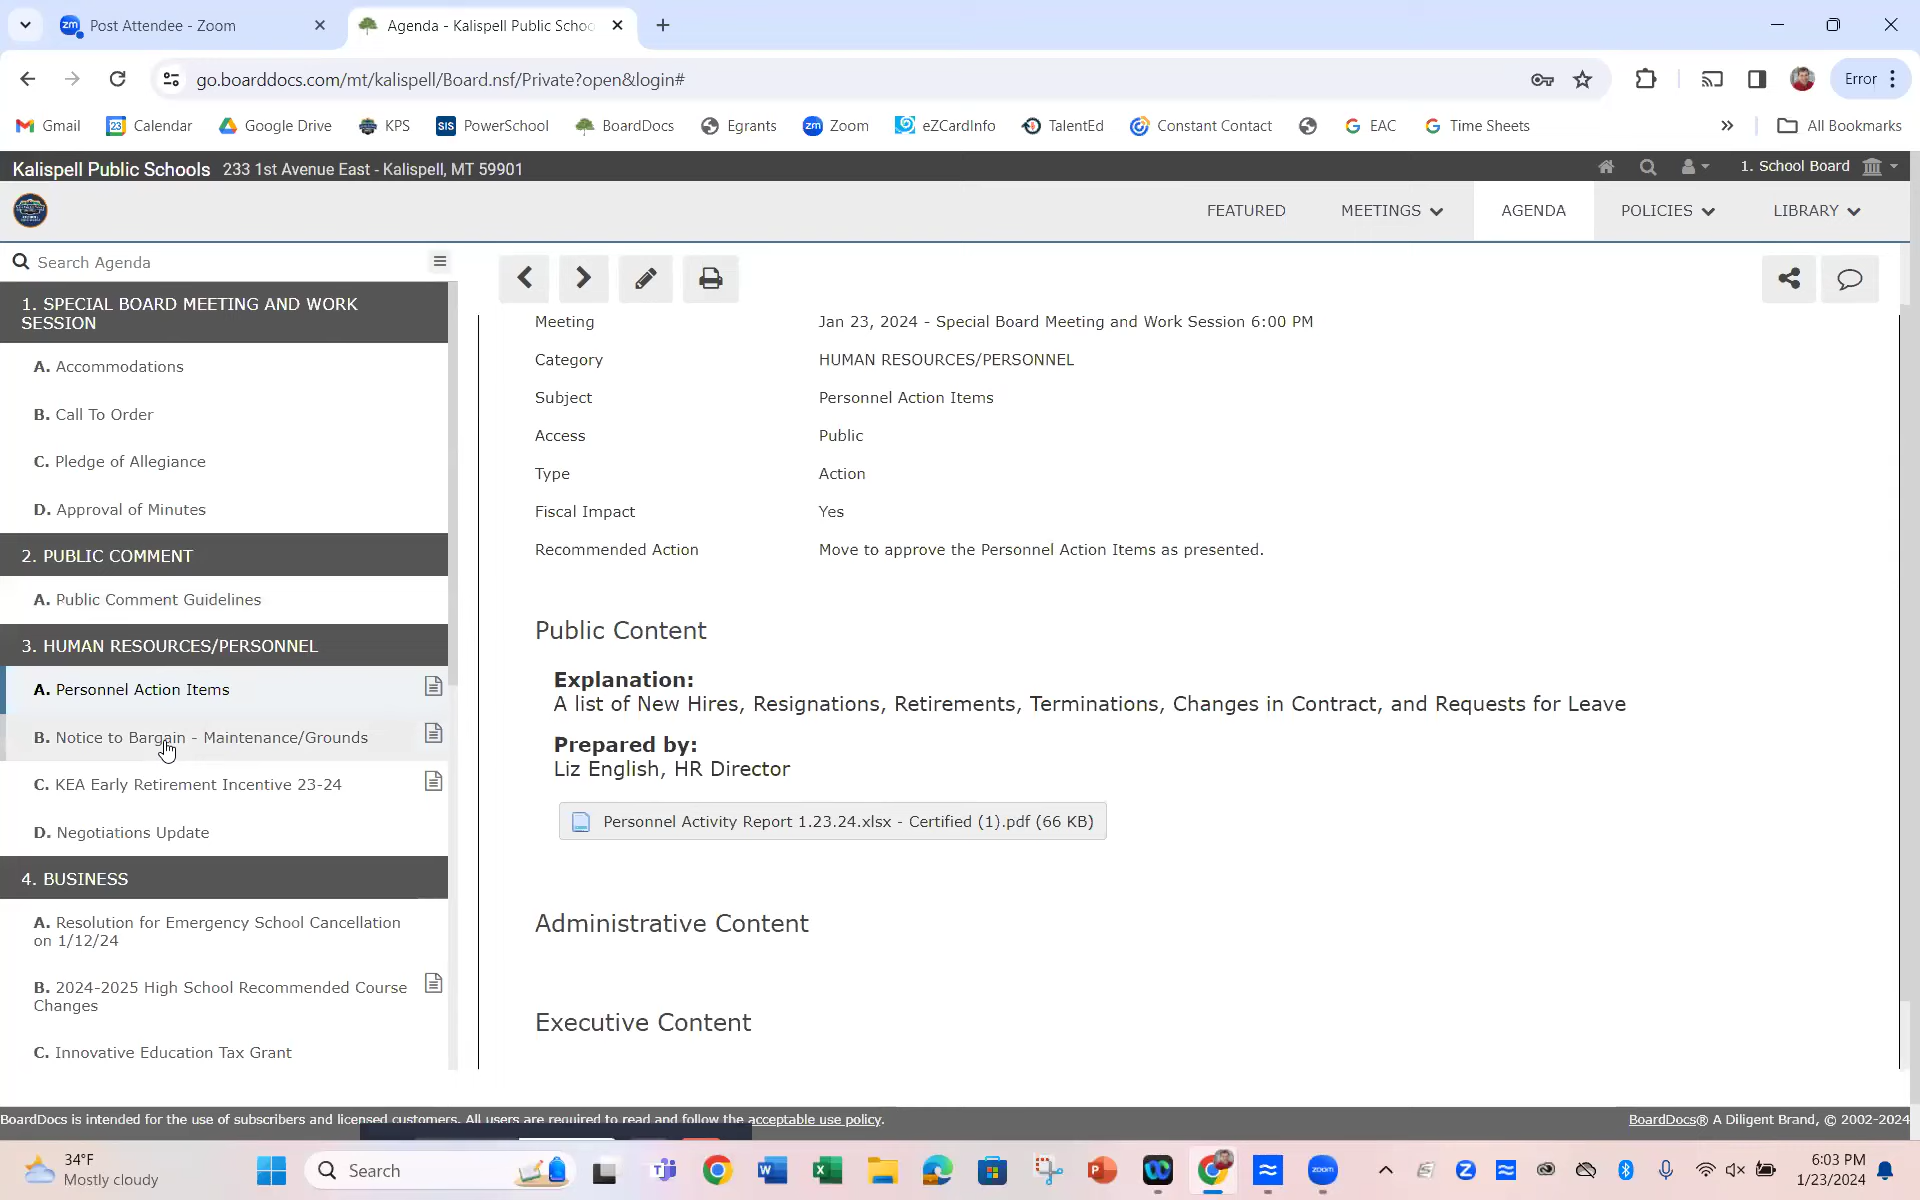 Post Attendee - Zoom
Agenda - Kalispell Public Schoo
go.boarddocs.com/mt/kalispell/Board.nsf/Private?open&login#
Error
Gmail
23 Calendar
Google Drive
KPS
SIS PowerSchool
BoardDocs
Egrants
zm Zoom
eZCardInfo
TalentEd
Constant Contact
EAC
Time Sheets
All Bookmarks
Kalispell Public Schools 233 1st Avenue East - Kalispell, MT 59901
1. School Board
FEATURED
MEETINGS
AGENDA
POLICIES
LIBRARY
Search Agenda
1. SPECIAL BOARD MEETING AND WORK
SESSION
A. Accommodations
B. Call To Order
C. Pledge of Allegiance
D. Approval of Minutes
2. PUBLIC COMMENT
A. Public Comment Guidelines
3. HUMAN RESOURCES/PERSONNEL
A. Personnel Action Items
B. Notice to Bargain - Maintenance/Grounds
C. KEA Early Retirement Incentive 23-24
D. Negotiations Update
4. BUSINESS
A. Resolution for Emergency School Cancellation
on 1/12/24
B. 2024-2025 High School Recommended Course
Changes
C. Innovative Education Tax Grant
Meeting Jan 23, 2024 - Special Board Meeting and Work Session 6:00 PM
Category HUMAN RESOURCES/PERSONNEL
Subject Personnel Action Items
Access Public
Type Action
Fiscal Impact Yes
Recommended Action Move to approve the Personnel Action Items as presented.
Public Content
Explanation:
A list of New Hires, Resignations, Retirements, Terminations, Changes in Contract, and Requests for Leave
Prepared by:
Liz English, HR Director
Personnel Activity Report 1.23.24.xlsx - Certified (1).pdf (66 KB)
Administrative Content
Executive Content
BoardDocs is intended for the use of subscribers and licensed customers. All users are required to read and follow the acceptable use policy.
BoardDocs® A Diligent Brand, © 2002-2024
34°F
Mostly cloudy
Search
zoom
6:03 PM
1/23/2024